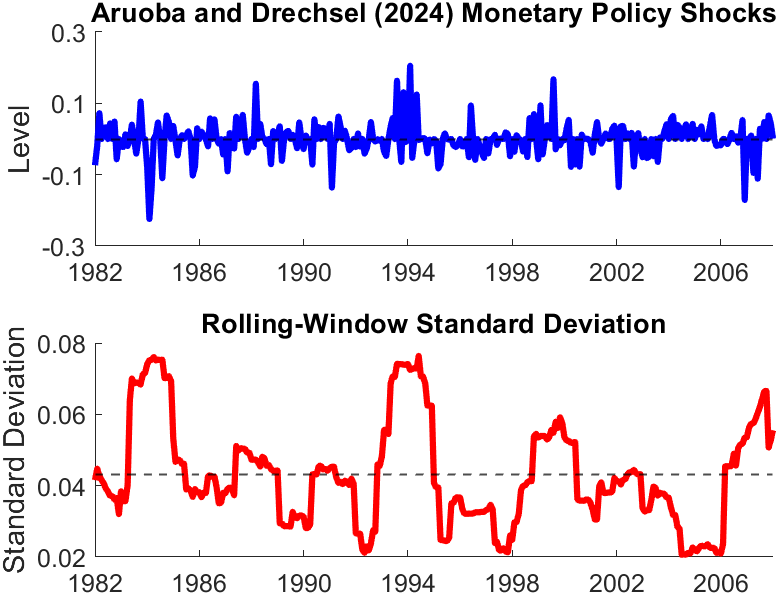 Aruoba and Drechsel (2024) Monetary Policy Shocks
0.3
0.1
-0.1
-0.3
Level
1982 1986 1990 1994 1998 2002 2006
Rolling-Window Standard Deviation
0.08
0.06
0.04
0.02
Standard Deviation
1982 1986 1990 1994 1998 2002 2006